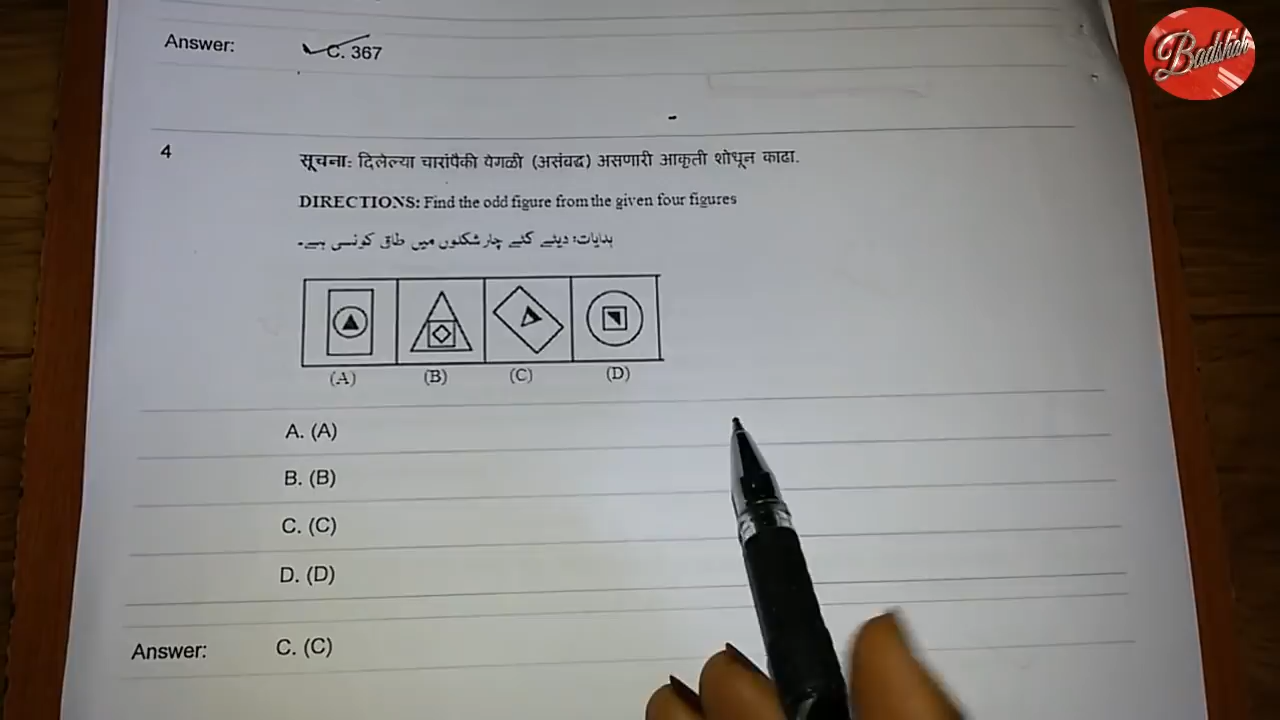 Answer: C. 367
Badshah
4
सूचना: दिलेल्या चारांपैकी वेगळी (असंबद्ध) असणारी आकृती शोधून काढा.
DIRECTIONS: Find the odd figure from the given four figures
ہدایات: دیئے گئے چار شکلوں میں طاق کونسی ہے۔
(A) (B) (C) (D)
A. (A)
B. (B)
C. (C)
D. (D)
Answer: C. (C)